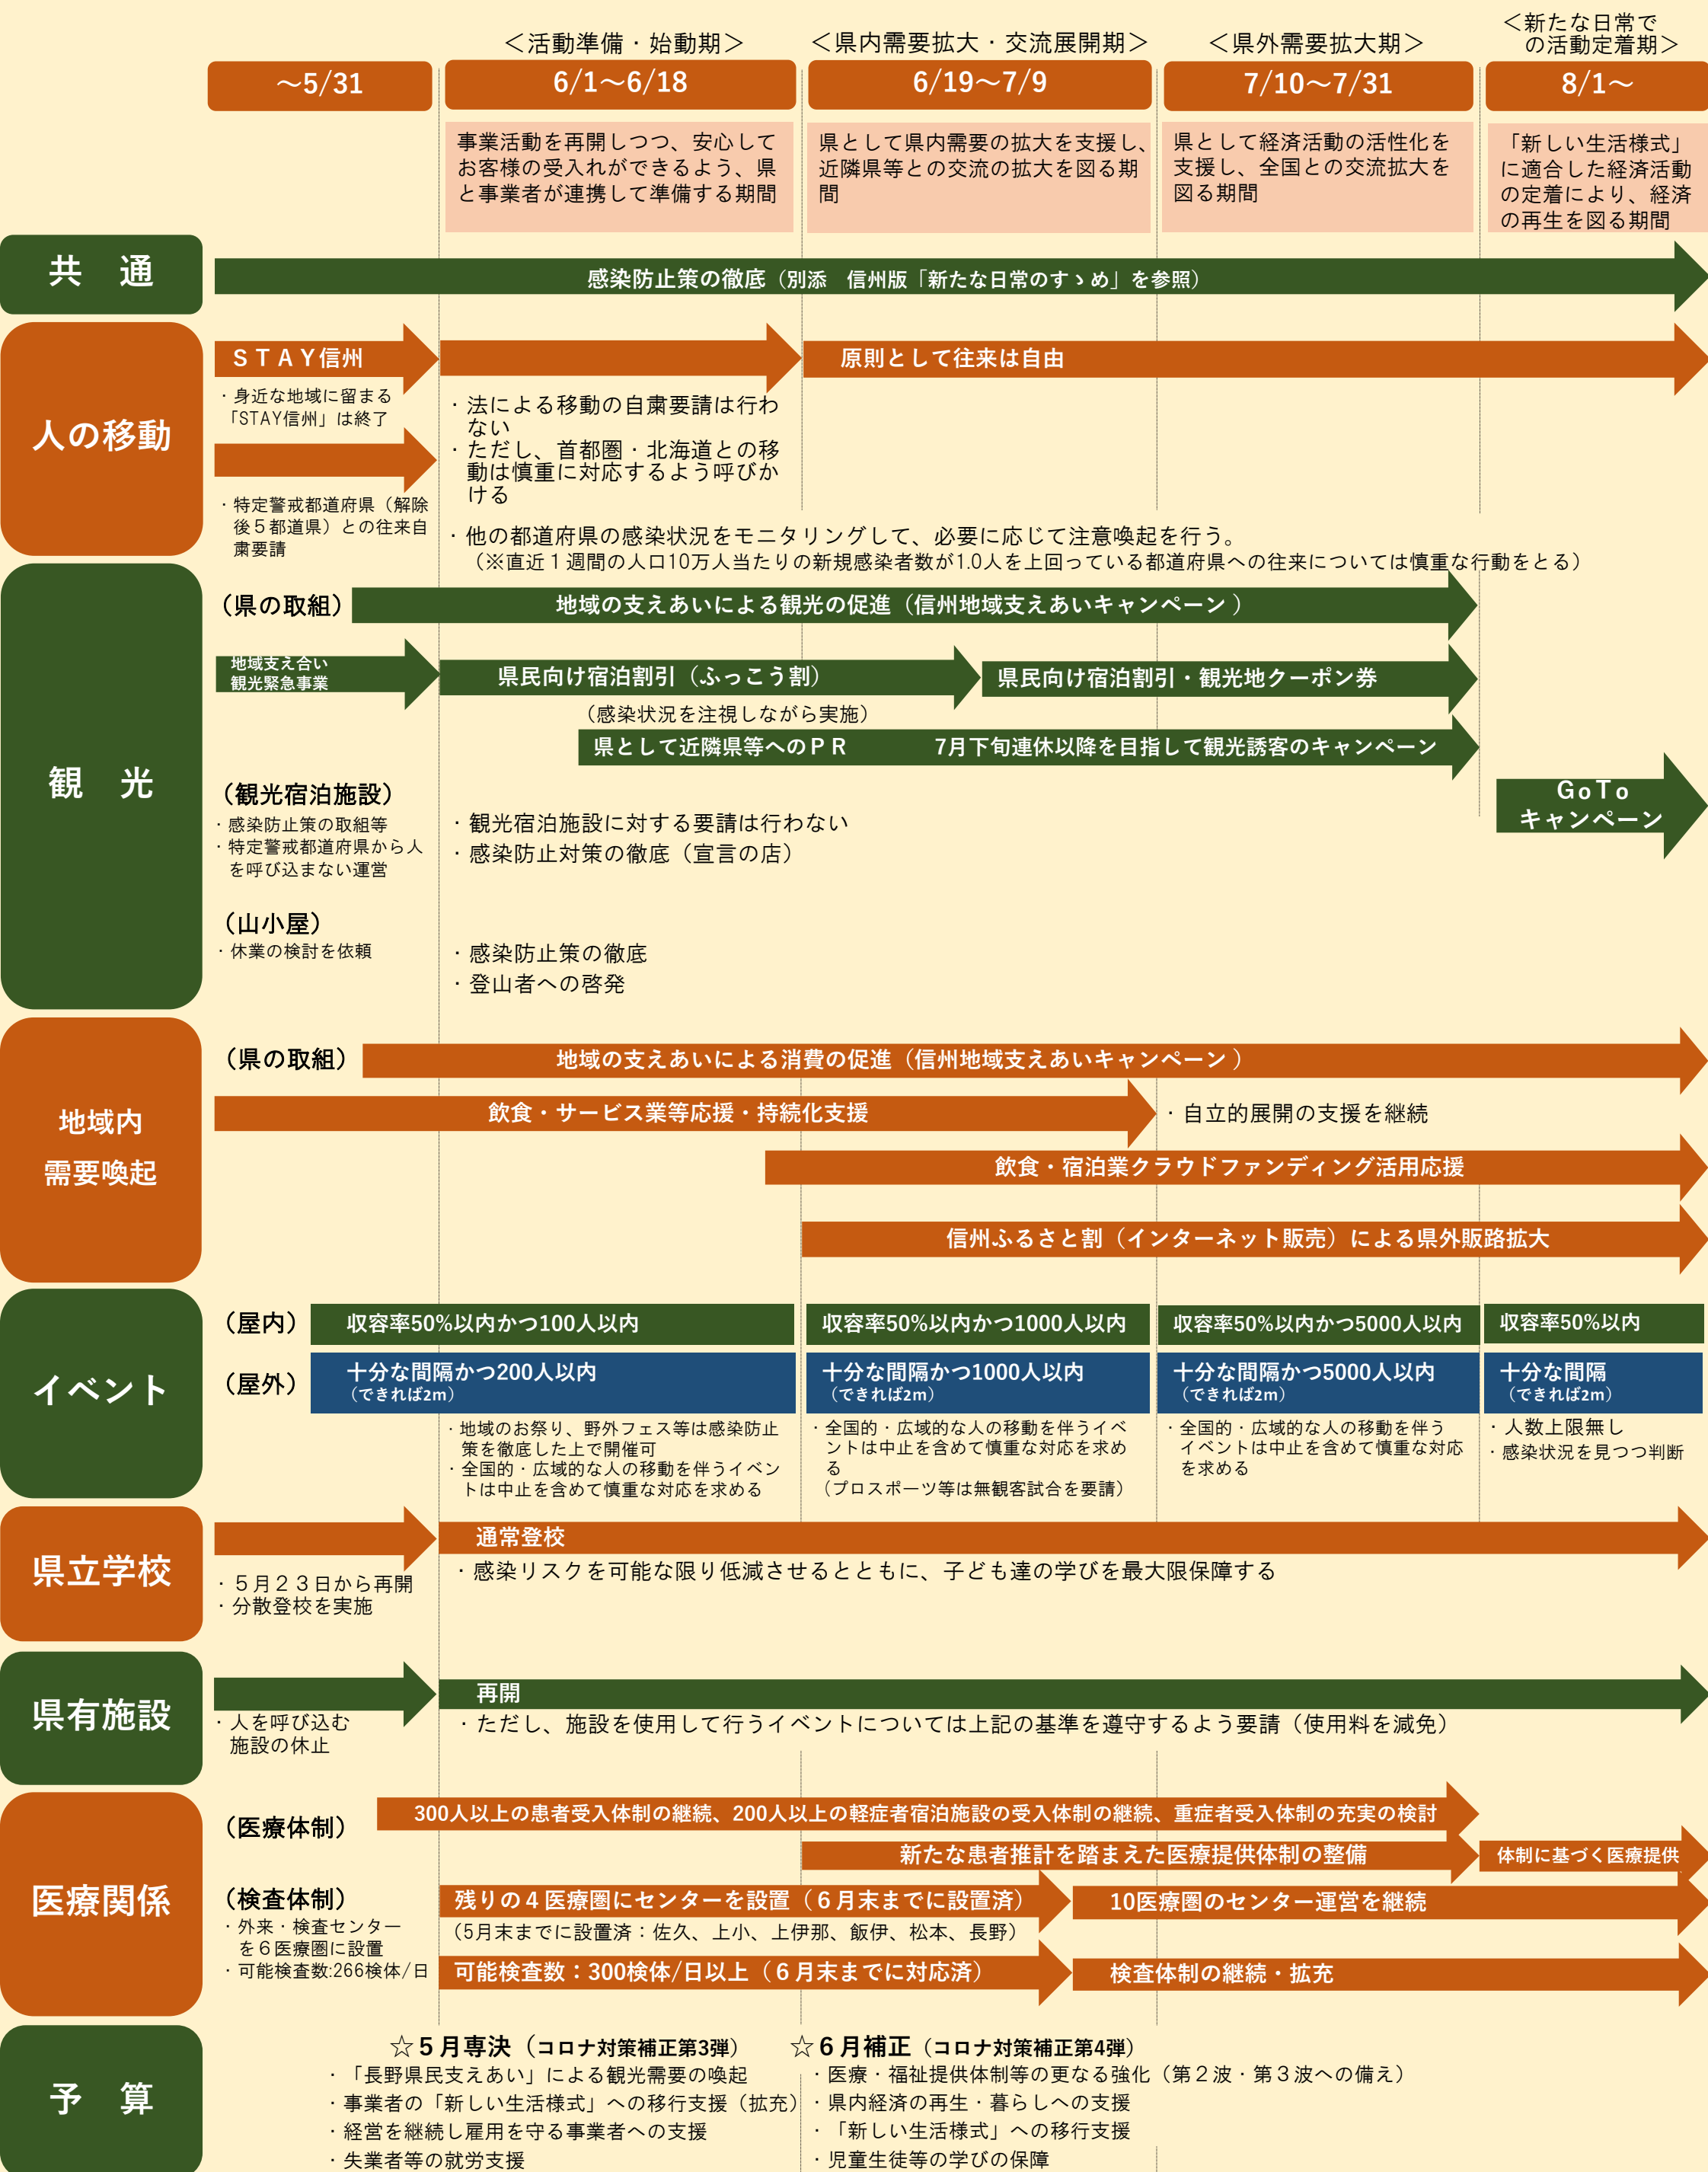 ＜活動準備・始動期＞
＜県内需要拡大・交流展開期＞
＜県外需要拡大期＞
＜新たな日常で
の活動定着期＞
～5/31
6/1～6/18
6/19～7/9
7/10～7/31
8/1～
事業活動を再開しつつ、安心して
お客様の受入れができるよう、県
と事業者が連携して準備する期間
県として県内需要の拡大を支援し、
近隣県等との交流の拡大を図る期
間
県として経済活動の活性化を
支援し、全国との交流拡大を
図る期間
「新しい生活様式」
に適合した経済活動
の定着により、経済
の再生を図る期間
共　通
感染防止策の徹底（別添　信州版「新たな日常のすゝめ」を参照）
人の移動
ＳＴＡＹ信州
原則として往来は自由
・身近な地域に留まる
「STAY信州」は終了
・特定警戒都道府県（解除
後５都道県）との往来自
粛要請
・法による移動の自粛要請は行わ
ない
・ただし、首都圏・北海道との移
動は慎重に対応するよう呼びか
ける
・他の都道府県の感染状況をモニタリングして、必要に応じて注意喚起を行う。
（※直近１週間の人口10万人当たりの新規感染者数が1.0人を上回っている都道府県への往来については慎重な行動をとる）
観　光
（県の取組）
地域の支えあいによる観光の促進（信州地域支えあいキャンペーン ）
地域支え合い
観光緊急事業
県民向け宿泊割引（ふっこう割）
県民向け宿泊割引・観光地クーポン券
（感染状況を注視しながら実施）
県として近隣県等へのＰＲ
7月下旬連休以降を目指して観光誘客のキャンペーン
GoTo
キャンペーン
（観光宿泊施設）
・感染防止策の取組等
・特定警戒都道府県から人
を呼び込まない運営
・観光宿泊施設に対する要請は行わない
・感染防止対策の徹底（宣言の店）
（山小屋）
・休業の検討を依頼
・感染防止策の徹底
・登山者への啓発
地域内
需要喚起
（県の取組）
地域の支えあいによる消費の促進（信州地域支えあいキャンペーン ）
飲食・サービス業等応援・持続化支援
・自立的展開の支援を継続
飲食・宿泊業クラウドファンディング活用応援
信州ふるさと割（インターネット販売）による県外販路拡大
イベント
（屋内）
収容率50%以内かつ100人以内
収容率50%以内かつ1000人以内
収容率50%以内かつ5000人以内
収容率50%以内
（屋外）
十分な間隔かつ200人以内
（できれば2m）
十分な間隔かつ1000人以内
（できれば2m）
十分な間隔かつ5000人以内
（できれば2m）
十分な間隔
（できれば2m）
・地域のお祭り、野外フェス等は感染防止
策を徹底した上で開催可
・全国的・広域的な人の移動を伴うイベン
トは中止を含めて慎重な対応を求める
・全国的・広域的な人の移動を伴うイベ
ントは中止を含めて慎重な対応を求め
る
（プロスポーツ等は無観客試合を要請）
・全国的・広域的な人の移動を伴う
イベントは中止を含めて慎重な対応
を求める
・人数上限無し
・感染状況を見つつ判断
県立学校
通常登校
・５月２３日から再開
・分散登校を実施
・感染リスクを可能な限り低減させるとともに、子ども達の学びを最大限保障する
県有施設
再開
・人を呼び込む
施設の休止
・ただし、施設を使用して行うイベントについては上記の基準を遵守するよう要請（使用料を減免）
医療関係
（医療体制）
300人以上の患者受入体制の継続、200人以上の軽症者宿泊施設の受入体制の継続、重症者受入体制の充実の検討
新たな患者推計を踏まえた医療提供体制の整備
体制に基づく医療提供
（検査体制）
・外来・検査センター
を６医療圏に設置
・可能検査数:266検体/日
残りの４医療圏にセンターを設置（６月末までに設置済）
10医療圏のセンター運営を継続
（5月末までに設置済：佐久、上小、上伊那、飯伊、松本、長野）
可能検査数：300検体/日以上（６月末までに対応済）
検査体制の継続・拡充
予　算
☆５月専決（コロナ対策補正第3弾）
・「長野県民支えあい」による観光需要の喚起
・事業者の「新しい生活様式」への移行支援（拡充）
・経営を継続し雇用を守る事業者への支援
・失業者等の就労支援
☆６月補正（コロナ対策補正第4弾）
・医療・福祉提供体制等の更なる強化（第２波・第３波への備え）
・県内経済の再生・暮らしへの支援
・「新しい生活様式」への移行支援
・児童生徒等の学びの保障